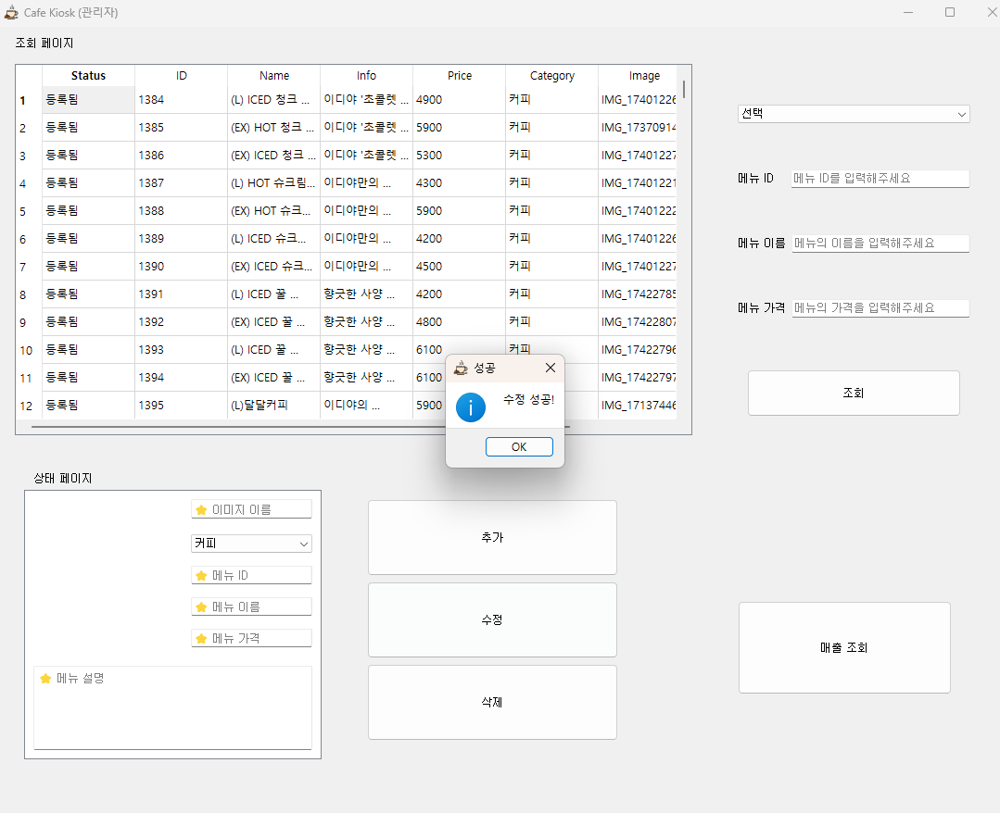 Cafe Kiosk (관리자)
조회 페이지
Status ID Name Info Price Category Image
1 등록됨 1384 (L) ICED 청크 ... 이디야 '초콜렛 ... 4900 커피 IMG_17401226
2 등록됨 1385 (EX) HOT 청크 ... 이디야 '초콜렛 ... 5900 커피 IMG_17370914
3 등록됨 1386 (EX) ICED 청크 ... 이디야 '초콜렛 ... 5300 커피 IMG_17401227
4 등록됨 1387 (L) HOT 슈크림... 이디야만의 ... 4300 커피 IMG_17401221
5 등록됨 1388 (EX) HOT 슈크... 이디야만의 ... 5900 커피 IMG_17401222
6 등록됨 1389 (L) ICED 슈크... 이디야만의 ... 4200 커피 IMG_17401226
7 등록됨 1390 (EX) ICED 슈크... 이디야만의 ... 4500 커피 IMG_17401227
8 등록됨 1391 (L) ICED 꿀 ... 향긋한 사양 ... 4200 커피 IMG_17422785
9 등록됨 1392 (EX) ICED 꿀 ... 향긋한 사양 ... 4800 커피 IMG_17422807
10 등록됨 1393 (L) ICED 꿀 ... 향긋한 사양 ... 6100 커피 IMG_17422796
11 등록됨 1394 (EX) ICED 꿀 ... 향긋한 사양 ... 6100 IMG_17422797
12 등록됨 1395 (L)달달커피 이디야의 ... 5900 IMG_17137446
선택
메뉴 ID 메뉴 ID를 입력해주세요
메뉴 이름 메뉴의 이름을 입력해주세요
메뉴 가격 메뉴의 가격을 입력해주세요
조회
성공
수정 성공!
OK
상태 페이지
이미지 이름
커피
메뉴 ID
메뉴 이름
메뉴 가격
메뉴 설명
추가
수정
삭제
매출 조회